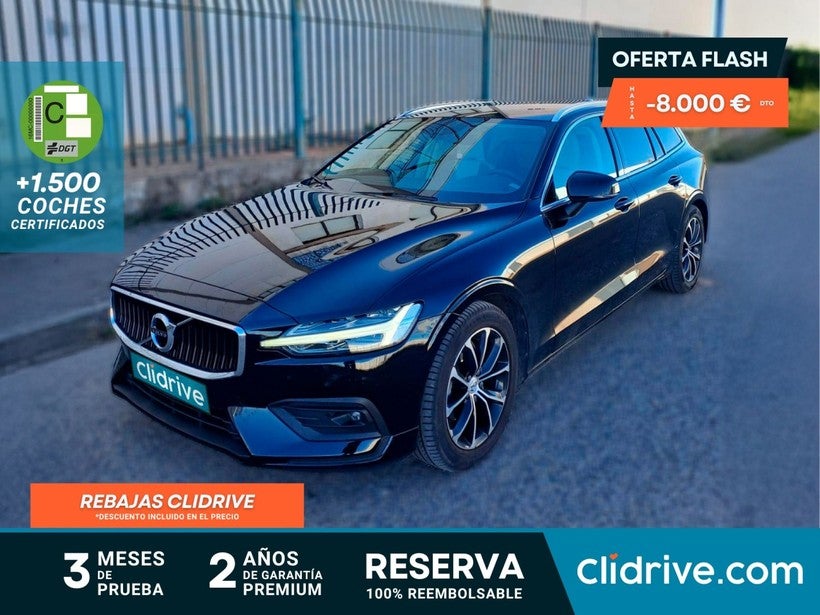 OFERTA FLASH
HASTA
-8.000 €
DTO
C
DGT
+1.500
COCHES
CERTIFICADOS
VOLVO
Clidrive
REBAJAS CLIDRIVE
*DESCUENTO INCLUIDO EN EL PRECIO
3 MESES
DE
PRUEBA
2 AÑOS
DE GARANTÍA
PREMIUM
RESERVA
100% REEMBOLSABLE
Clidrive.com